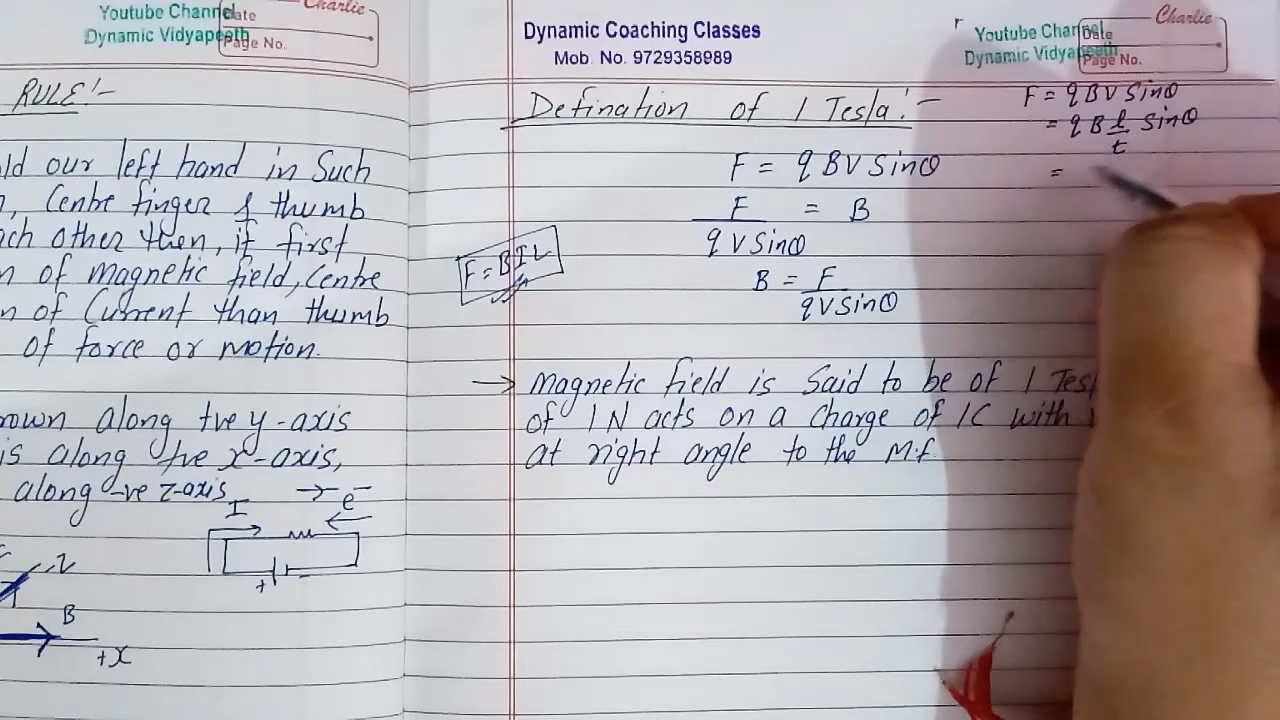 Youtube Channel
Dynamic Vidyapeeth
Charlie
Date
Page No.
RULE!-
ld our left hand in Such
n, Centre finger & thumb
ach other then, if first
n of magnetic field, Centre
n of Current than thumb
of force or motion.
rown along +ve y-axis
is along +ve x-axis,
along -ve z-axis
I → e-
+ -
B
+X
Dynamic Coaching Classes
Mob. No. 9729358989
Youtube Channel
Dynamic Vidyapeeth
Charlie
Date
Page No.
Defination of 1 Tesla:-
F = qBV Sinθ
F / qVSinθ = B
B = F / qVSinθ
F = BIL
F = qBVSinθ
= qB l/t Sinθ
=
→ Magnetic field is Said to be of 1 Tes
of 1N acts on a Charge of 1C with
at right angle to the M.f.